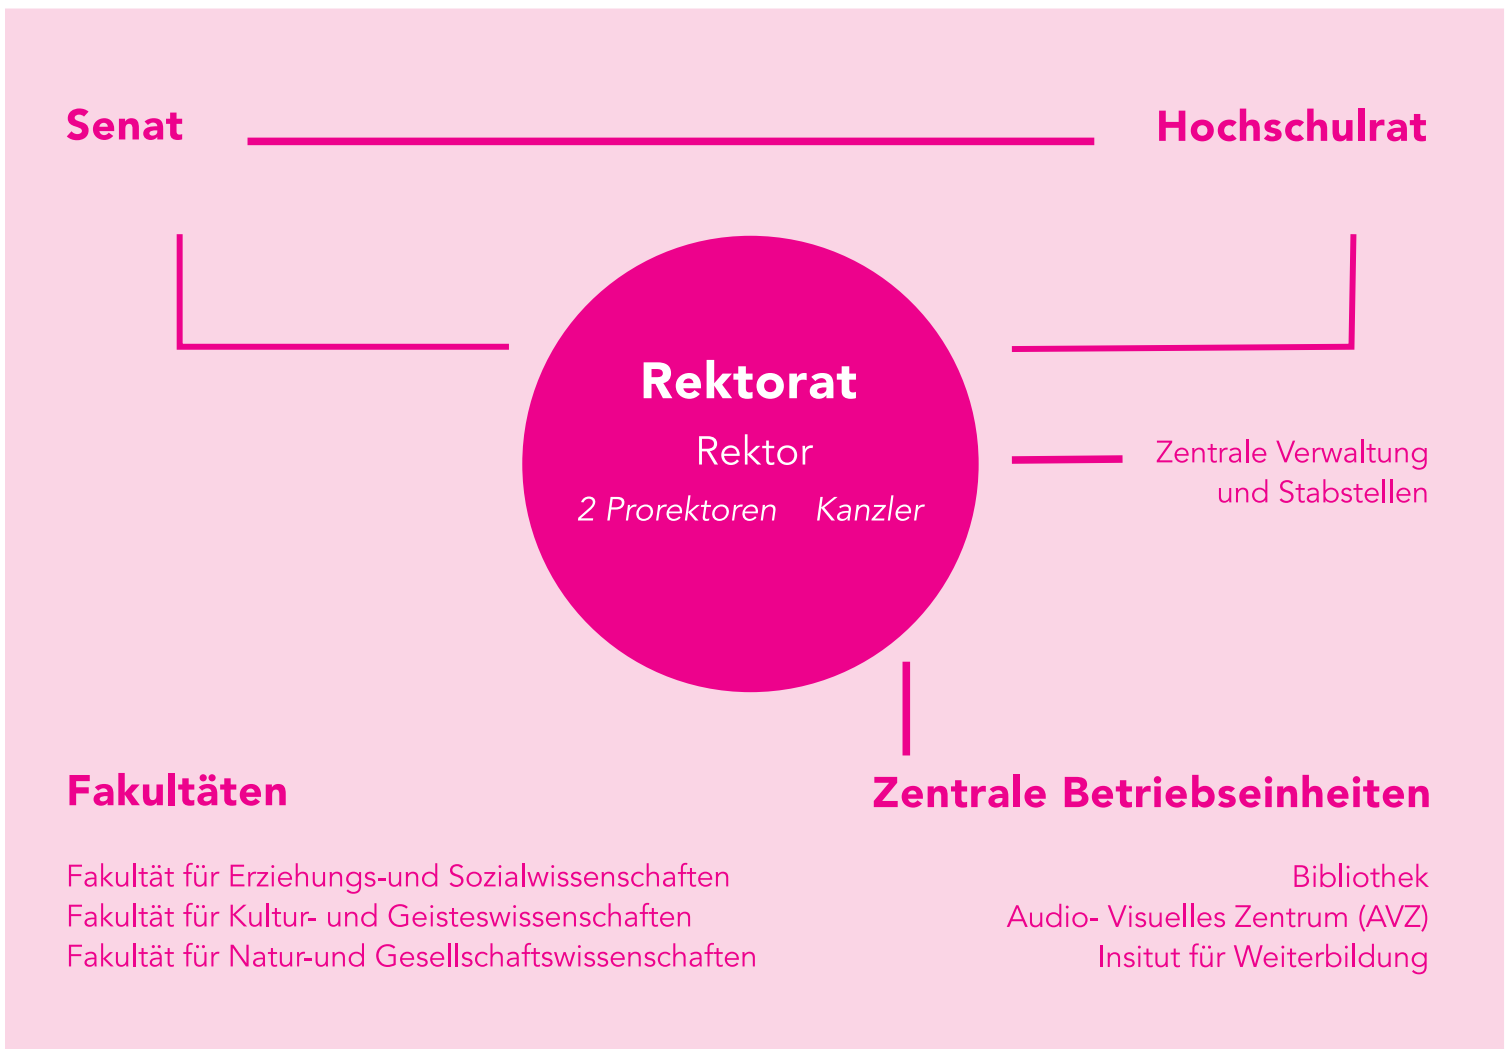 Senat
Hochschulrat
Rektorat
Rektor
2 Prorektoren Kanzler
Zentrale Verwaltung
und Stabstellen
Fakultäten
Fakultät für Erziehungs-und Sozialwissenschaften
Fakultät für Kultur- und Geisteswissenschaften
Fakultät für Natur-und Gesellschaftswissenschaften
Zentrale Betriebseinheiten
Bibliothek
Audio- Visuelles Zentrum (AVZ)
Insitut für Weiterbildung